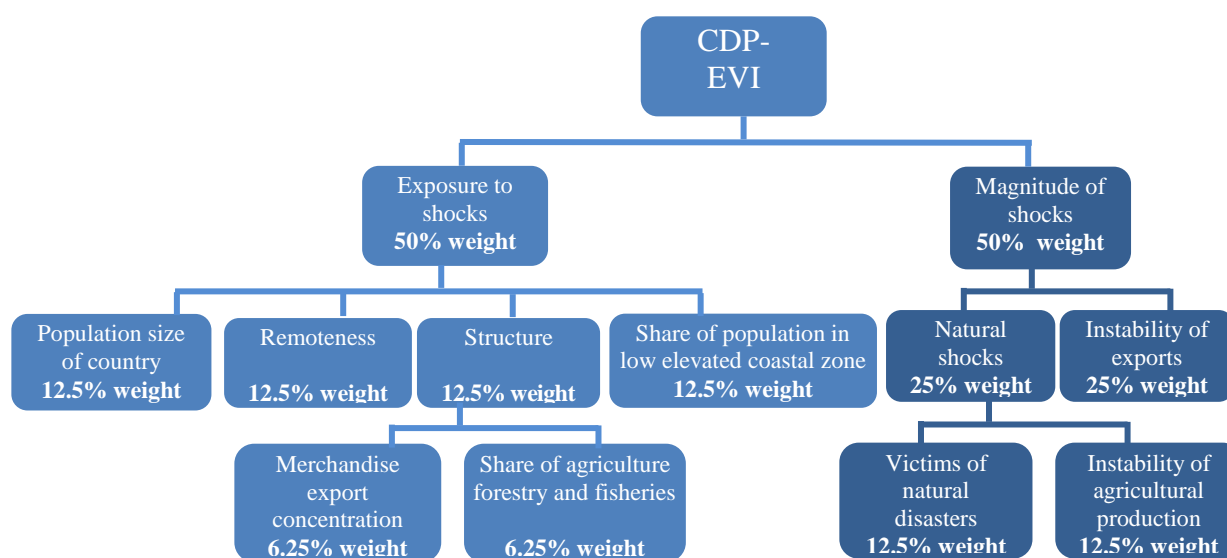 CDP-
EVI
Exposure to
shocks
50% weight
Magnitude of
shocks
50% weight
Population size
of country
12.5% weight
Remoteness
12.5% weight
Structure
12.5% weight
Share of population in
low elevated coastal zone
12.5% weight
Natural
shocks
25% weight
Instability of
exports
25% weight
Merchandise
export
concentration
6.25% weight
Share of agriculture
forestry and fisheries
6.25% weight
Victims of
natural
disasters
12.5% weight
Instability of
agricultural
production
12.5% weight